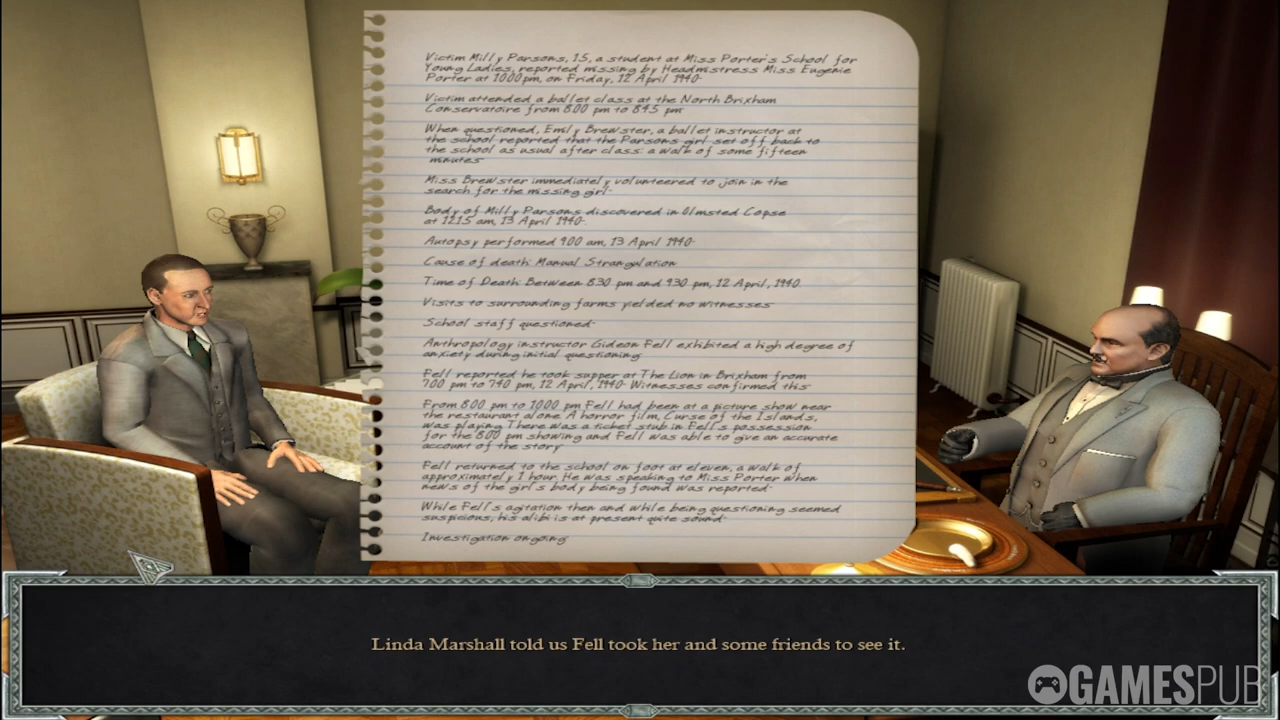 Victim Milly Parsons, 15, a student at Miss Porter's School for
Young Ladies, reported missing by Headmistress Miss Eugenie
Porter at 10:00 pm, on Friday, 12 April 1940.
Victim attended a ballet class at the North Brixham
Conservatoire from 8:00 pm to 8:45 pm
When questioned, Emily Brewster, a ballet instructor at
the school reported that the Parsons girl set off back to
the school as usual after class: a walk of some fifteen
minutes
Miss Brewster immediately volunteered to join in the
search for the missing girl.
Body of Milly Parsons discovered in Olmsted Copse
at 12:15 am, 13 April 1940.
Autopsy performed 9:00 am, 13 April 1940.
Cause of death: Manual Strangulation
Time of Death: Between 8:30 pm and 9:30 pm, 12 April, 1940.
Visits to surrounding farms yielded no witnesses
School staff questioned.
Anthropology instructor Gideon Fell exhibited a high degree of
anxiety during initial questioning.
Fell reported he took supper at The Lion in Brixham from
7:00 pm to 7:40 pm, 12 April, 1940. Witnesses confirmed this
From 8:00 pm to 10:00 pm Fell had been at a picture show near
the restaurant alone. A horror film, Curse of the Islands,
was playing. There was a ticket stub in Fell's possession
for the 8:00 pm showing and Fell was able to give an accurate
account of the story
Fell returned to the school on foot at eleven, a walk of
approximately 1 hour. He was speaking to Miss Porter when
news of the girl's body being found was reported.
While Fell's agitation then and while being questioning seemed
suspicious, his alibi is at present quite sound.
Investigation ongoing.
Linda Marshall told us Fell took her and some friends to see it.
GAMESPUB